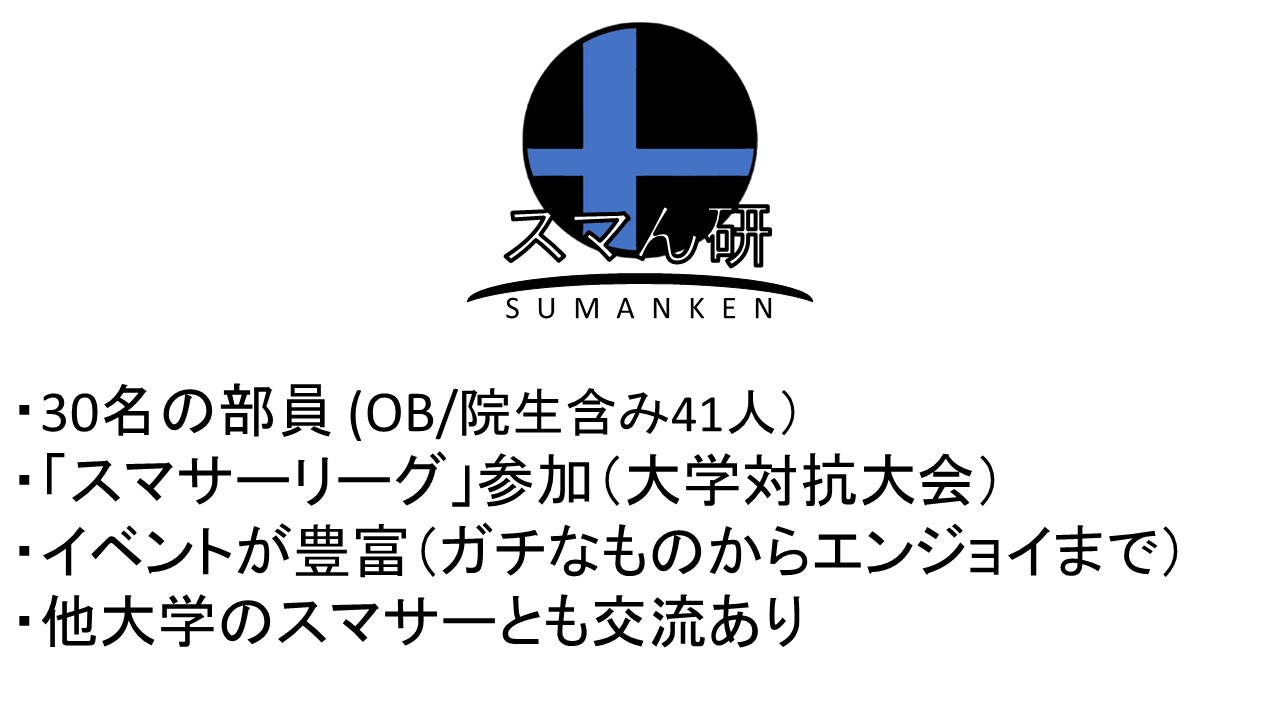 スマん研
SUMANKEN
・30名の部員 (OB/院生含み41人）
・「スマサーリーグ」参加（大学対抗大会）
・イベントが豊富（ガチなものからエンジョイまで）
・他大学のスマサーとも交流あり